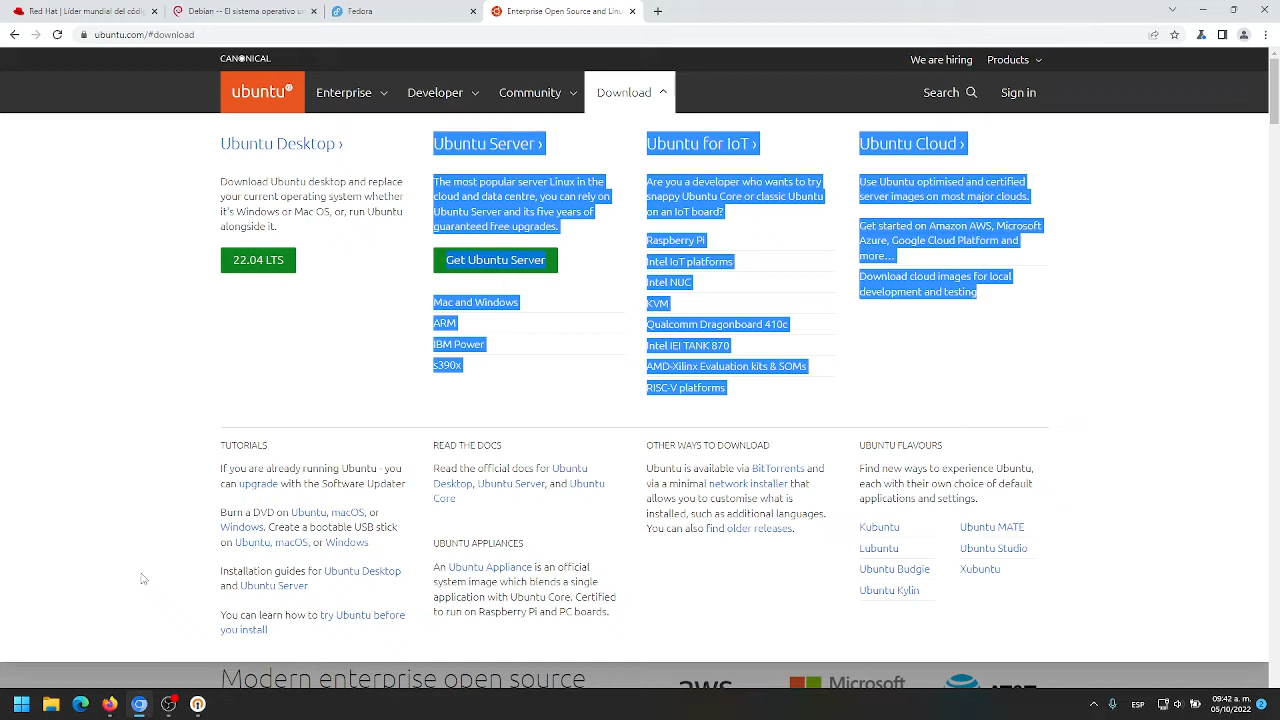 Red Hat | Líder mundial del códig
Debian -- El sistema operativo u
Fedora
Enterprise Open Source and Lin
ubuntu.com/#download
CANONICAL
We are hiring
Products
ubuntu®
Enterprise
Developer
Community
Download
Search
Sign in
Ubuntu Desktop ›
Download Ubuntu desktop and replace
your current operating system whether
it's Windows or Mac OS, or, run Ubuntu
alongside it.
22.04 LTS
Ubuntu Server ›
The most popular server Linux in the
cloud and data centre, you can rely on
Ubuntu Server and its five years of
guaranteed free upgrades.
Get Ubuntu Server
Mac and Windows
ARM
IBM Power
s390x
Ubuntu for IoT ›
Are you a developer who wants to try
snappy Ubuntu Core or classic Ubuntu
on an IoT board?
Raspberry Pi
Intel IoT platforms
Intel NUC
KVM
Qualcomm Dragonboard 410c
Intel IEI TANK 870
AMD-Xilinx Evaluation kits & SOMs
RISC-V platforms
Ubuntu Cloud ›
Use Ubuntu optimised and certified
server images on most major clouds.
Get started on Amazon AWS, Microsoft
Azure, Google Cloud Platform and
more…
Download cloud images for local
development and testing
TUTORIALS
If you are already running Ubuntu - you
can upgrade with the Software Updater
Burn a DVD on Ubuntu, macOS, or
Windows. Create a bootable USB stick
on Ubuntu, macOS, or Windows
Installation guides for Ubuntu Desktop
and Ubuntu Server
You can learn how to try Ubuntu before
you install
READ THE DOCS
Read the official docs for Ubuntu
Desktop, Ubuntu Server, and Ubuntu
Core
UBUNTU APPLIANCES
An Ubuntu Appliance is an official
system image which blends a single
application with Ubuntu Core. Certified
to run on Raspberry Pi and PC boards.
OTHER WAYS TO DOWNLOAD
Ubuntu is available via BitTorrents and
via a minimal network installer that
allows you to customise what is
installed, such as additional languages.
You can also find older releases.
UBUNTU FLAVOURS
Find new ways to experience Ubuntu,
each with their own choice of default
applications and settings.
Kubuntu
Ubuntu MATE
Lubuntu
Ubuntu Studio
Ubuntu Budgie
Xubuntu
Ubuntu Kylin
Modern enterprise open source
aws
Microsoft
AT&T
ESP
09:42 a. m.
05/10/2022
2